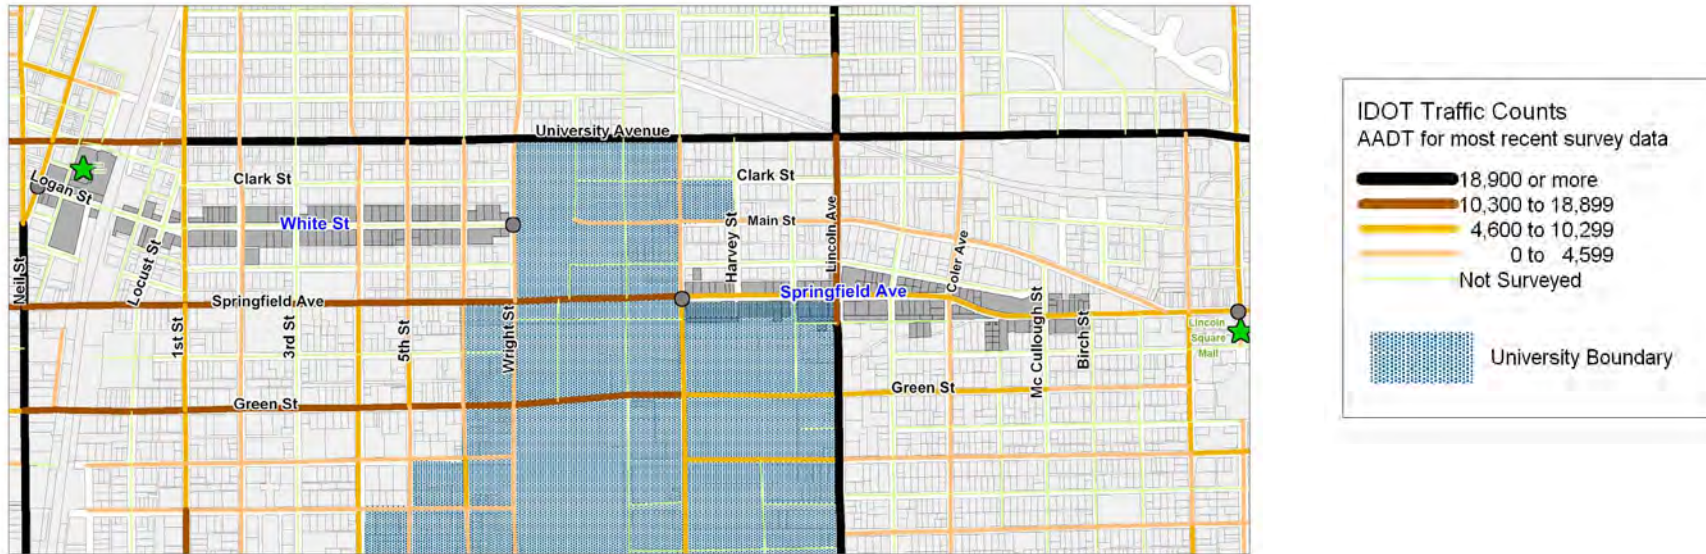 University Avenue
Clark St
Clark St
Logan St
White St
Main St
Neil St
Locust St
Harvey St
Lincoln Ave
Coler Ave
Springfield Ave
Springfield Ave
1st St
3rd St
5th St
Wright St
Mc Cullough St
Birch St
Lincoln
Square
Mall
Green St
Green St
IDOT Traffic Counts
AADT for most recent survey data
18,900 or more
10,300 to 18,899
4,600 to 10,299
0 to 4,599
Not Surveyed
University Boundary